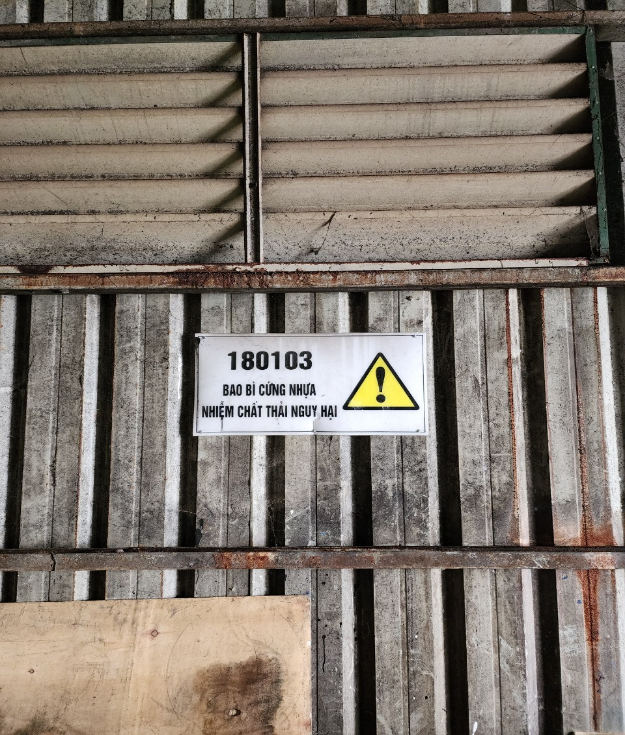 180103
BAO BÌ CỨNG NHỰA
NHIỄM CHẤT THẢI NGUY HẠI